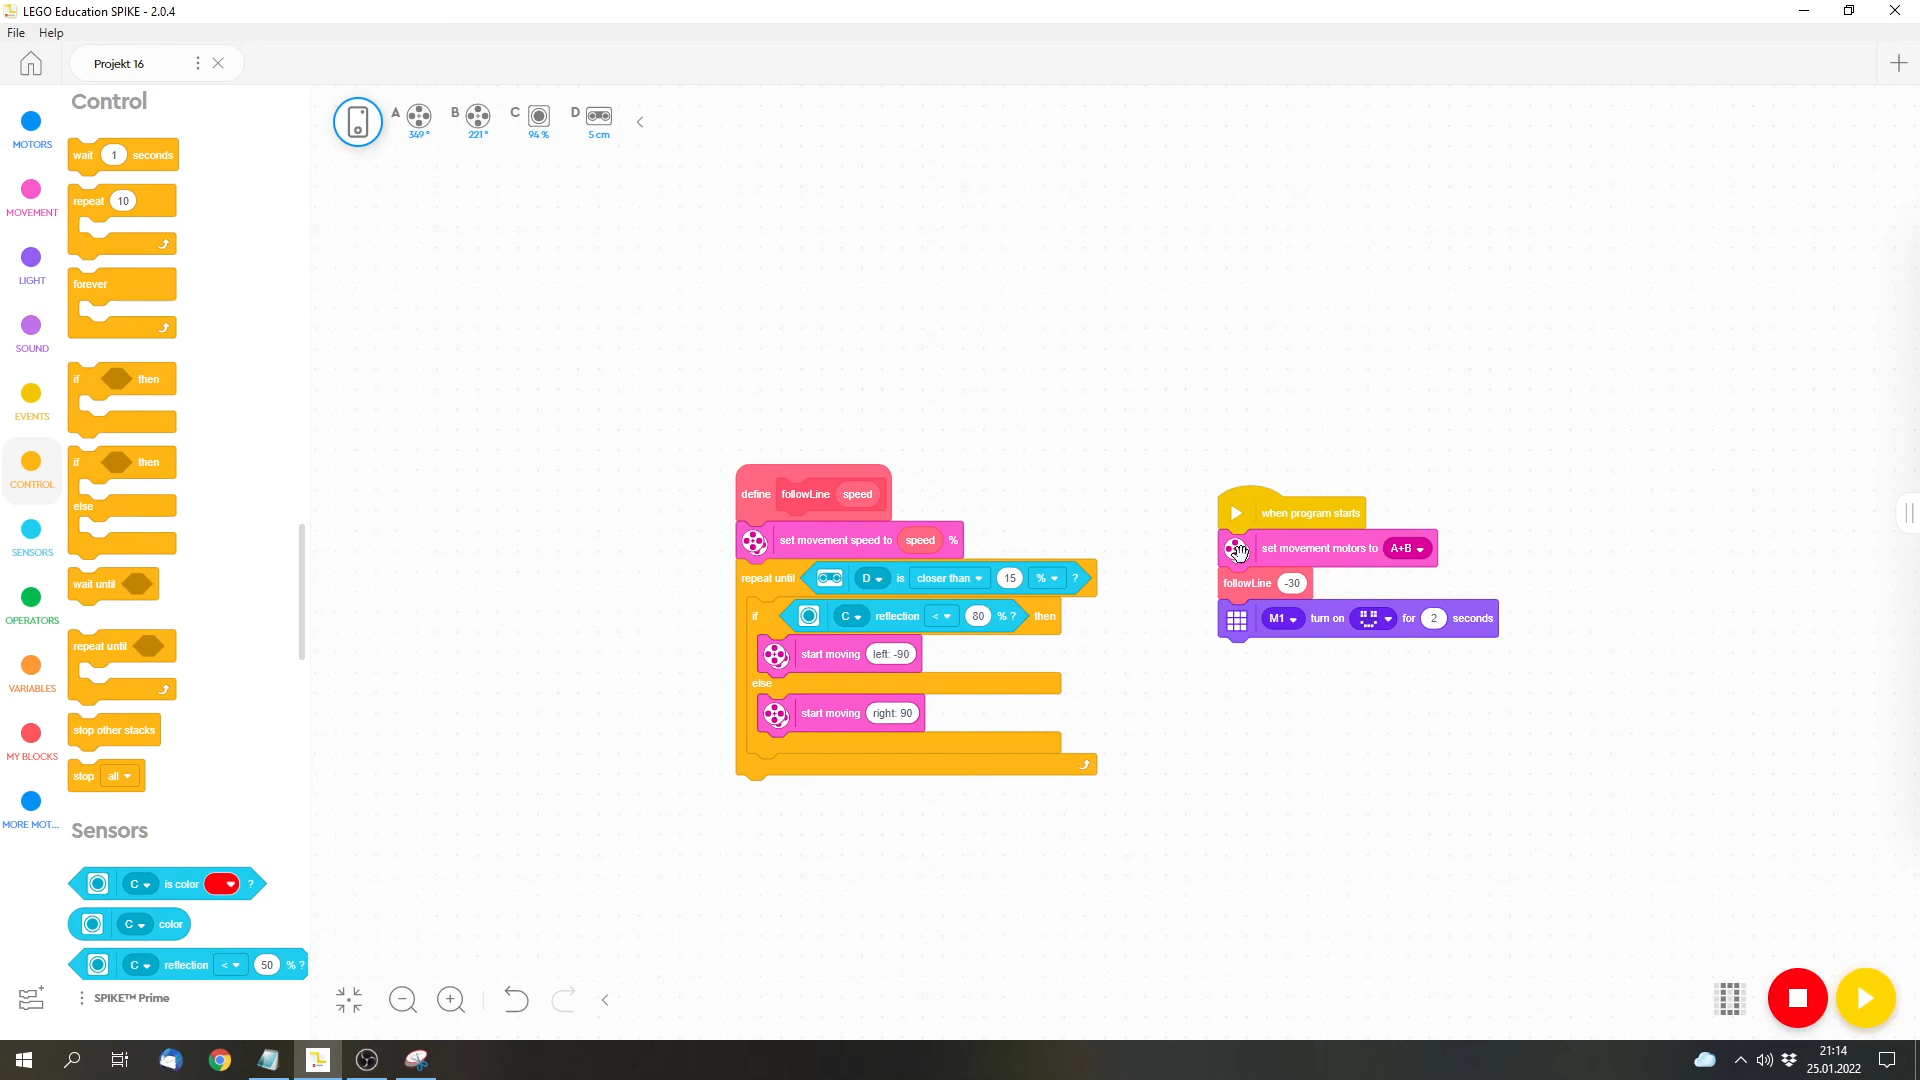 LEGO Education SPIKE - 2.0.4
File Help
Projekt 16
MOTORS
MOVEMENT
LIGHT
SOUND
EVENTS
CONTROL
SENSORS
OPERATORS
VARIABLES
MY BLOCKS
MORE MOT...
Control
wait 1 seconds
repeat 10
forever
if then
if then
else
wait until
repeat until
stop other stacks
stop all
Sensors
C is color ?
C color
C reflection < 50 % ?
SPIKE™ Prime
A 349°
B 221°
C 94 %
D 5 cm
define followLine speed
set movement speed to speed %
repeat until D is closer than 15 % ?
if C reflection < 80 % ? then
start moving left: -90
else
start moving right: 90
when program starts
set movement motors to A+B
followLine -30
M1 turn on for 2 seconds
21:14
25.01.2022